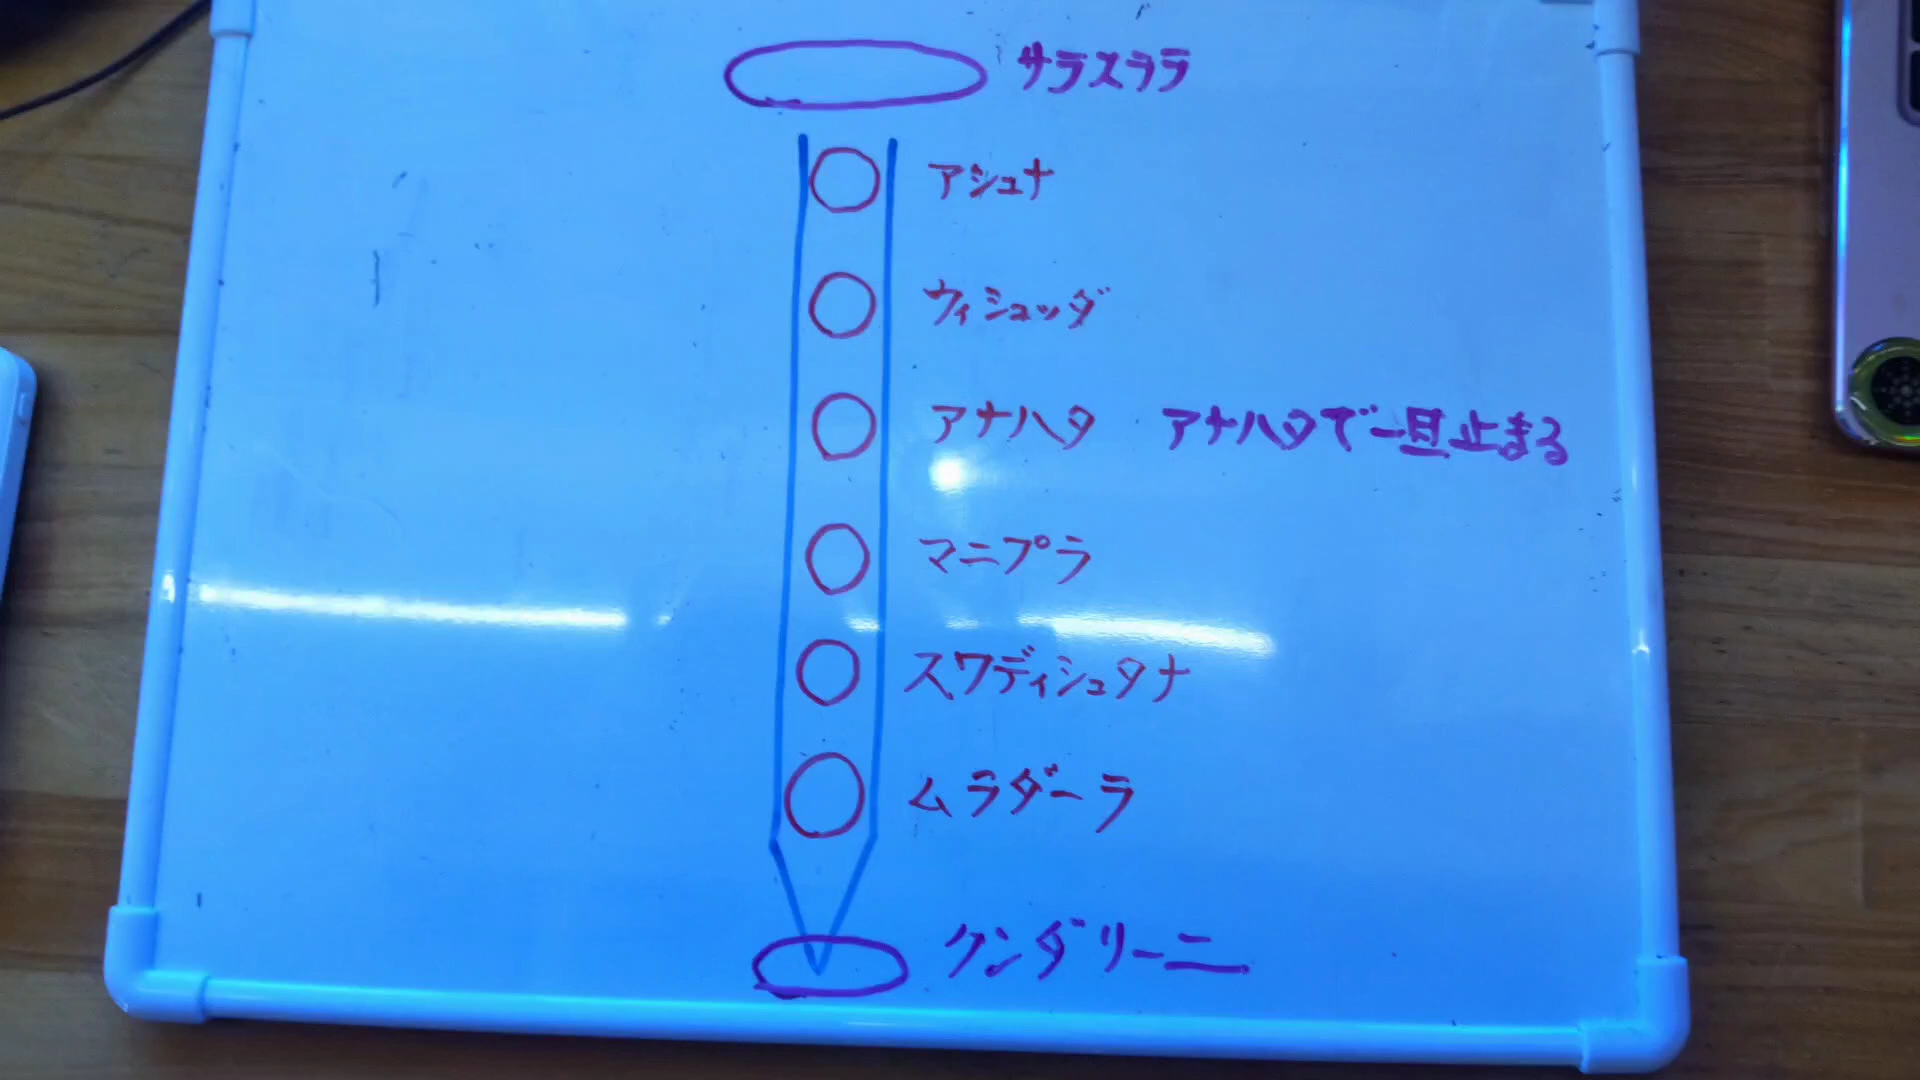 サラスララ
アシュナ
ウィシュッダ
アナハタ アナハタで一旦止まる
マニプラ
スワディシュタナ
ムラダーラ
クンダリーニ